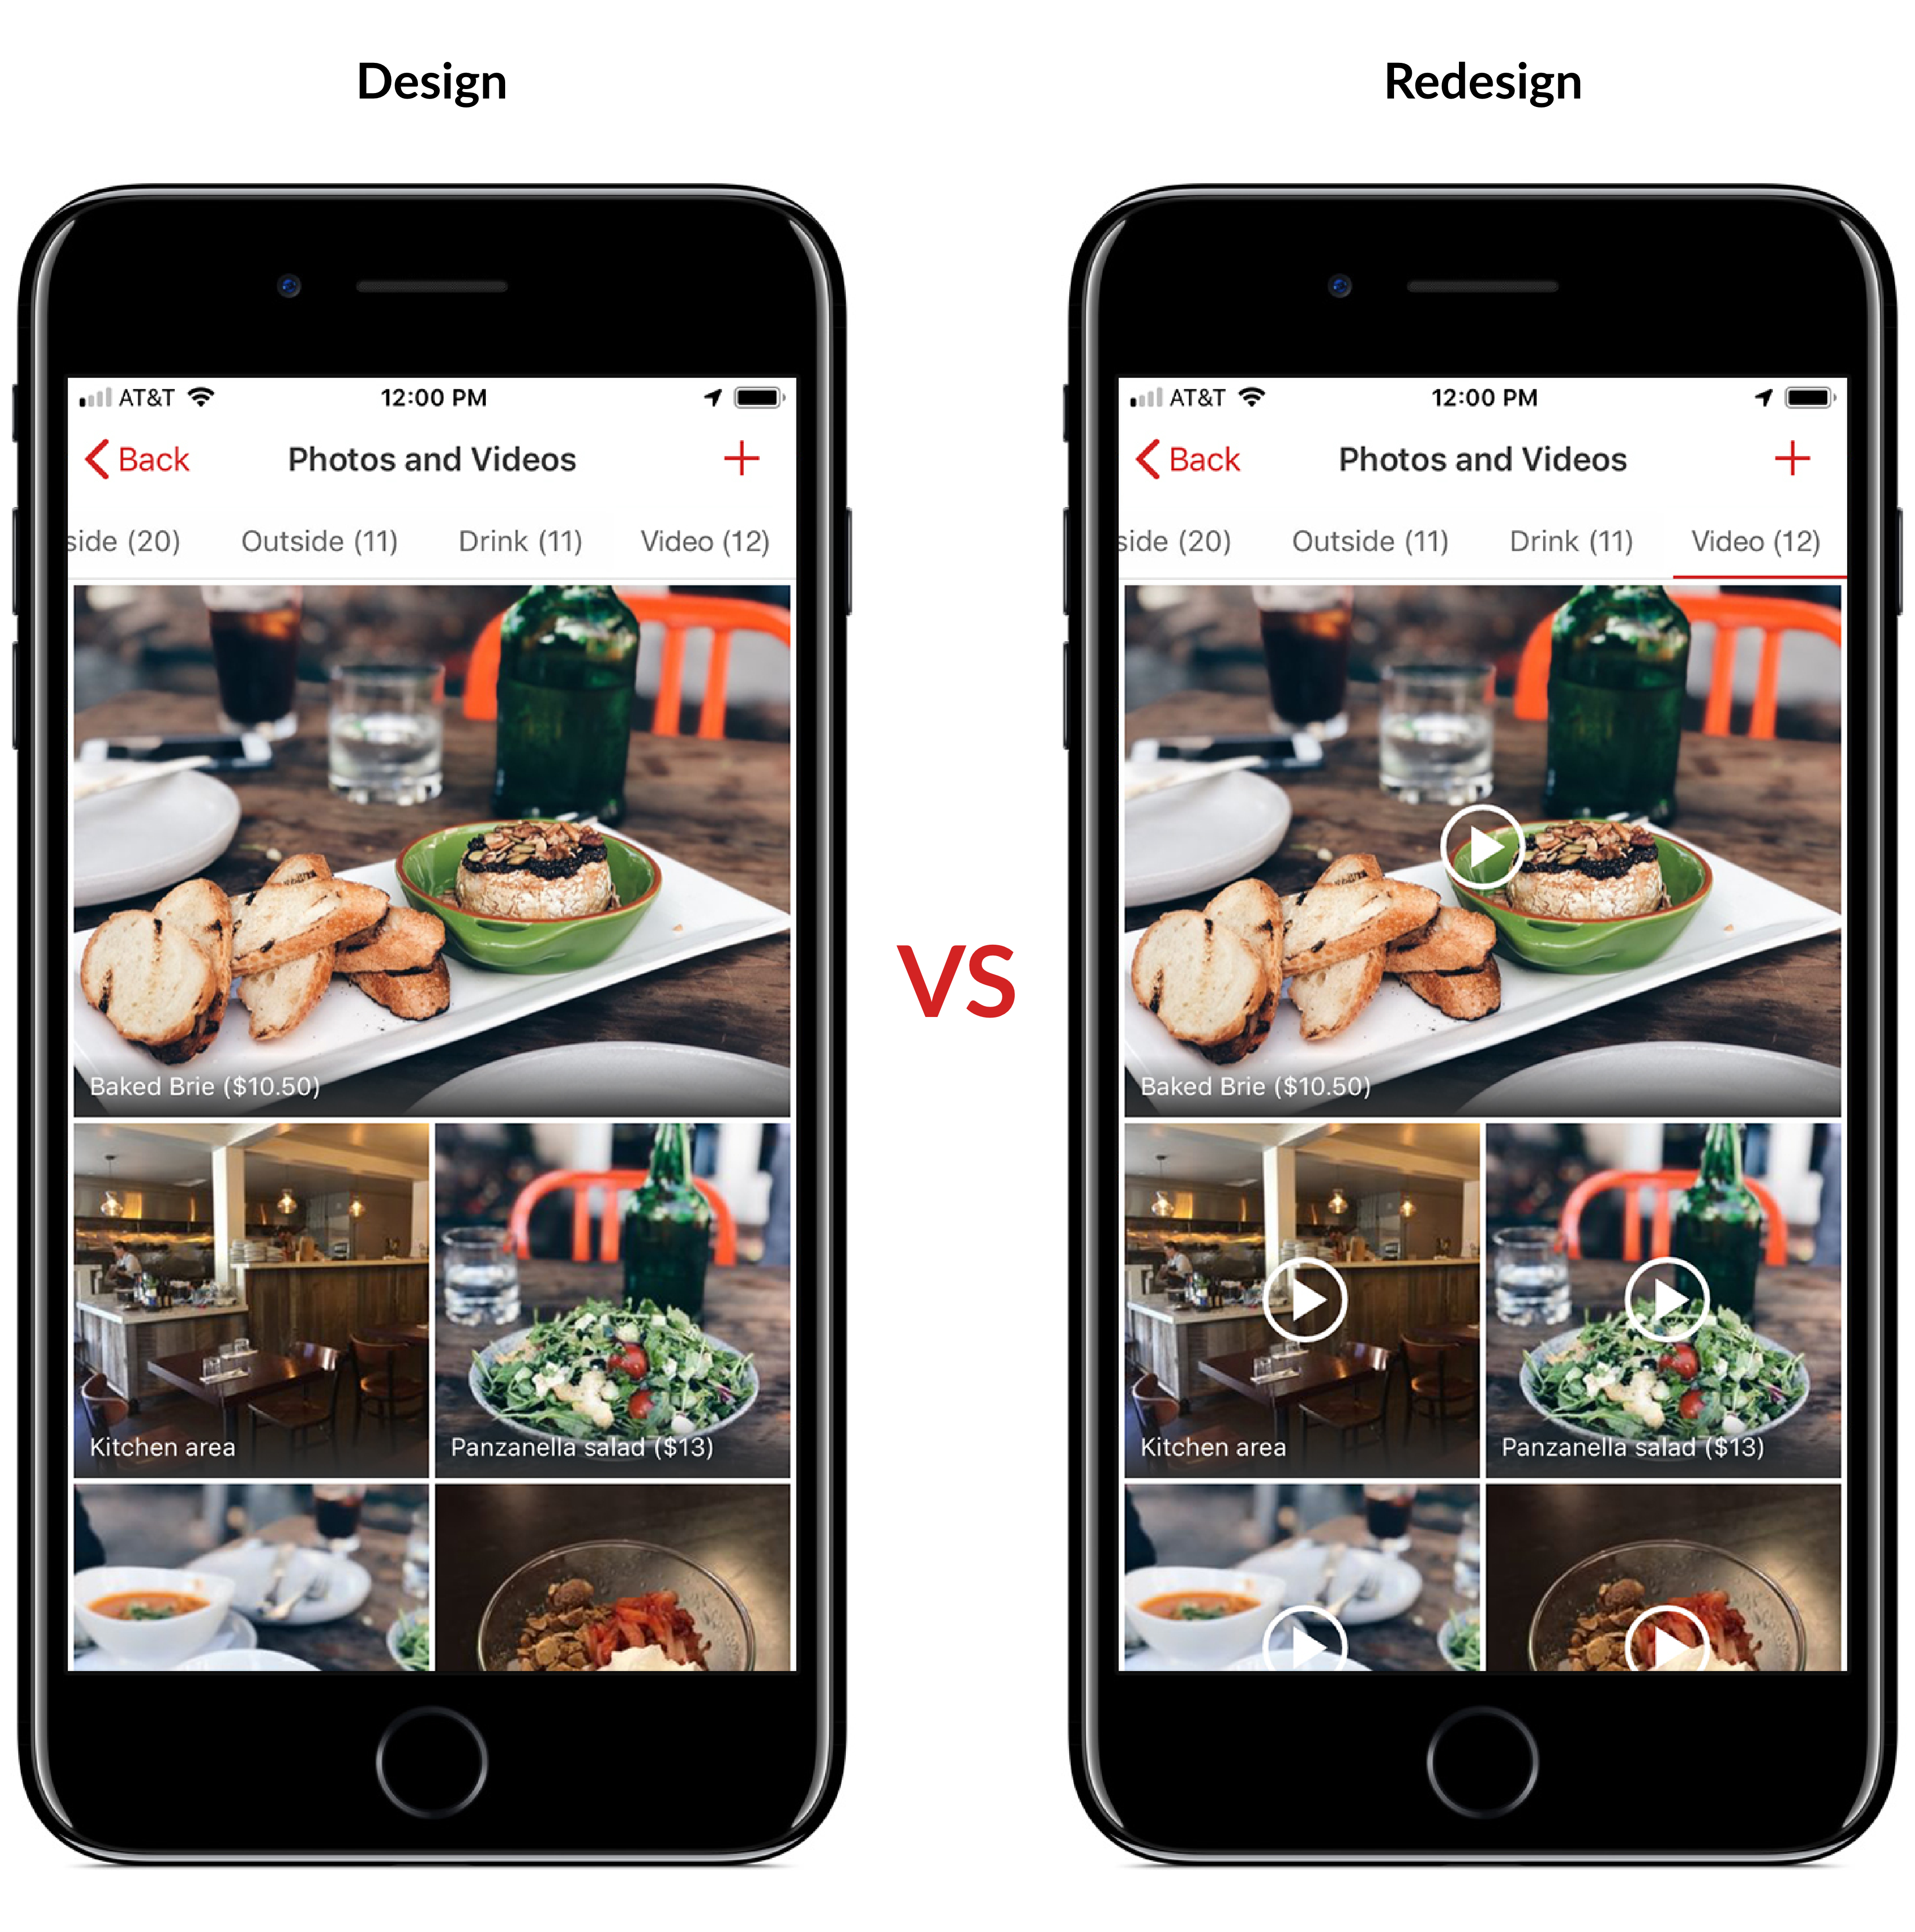 Design
Redesign
AT&T 12:00 PM
Back Photos and Videos +
side (20) Outside (11) Drink (11) Video (12)
Baked Brie ($10.50)
Kitchen area
Panzanella salad ($13)
VS
AT&T 12:00 PM
Back Photos and Videos +
side (20) Outside (11) Drink (11) Video (12)
Baked Brie ($10.50)
Kitchen area
Panzanella salad ($13)